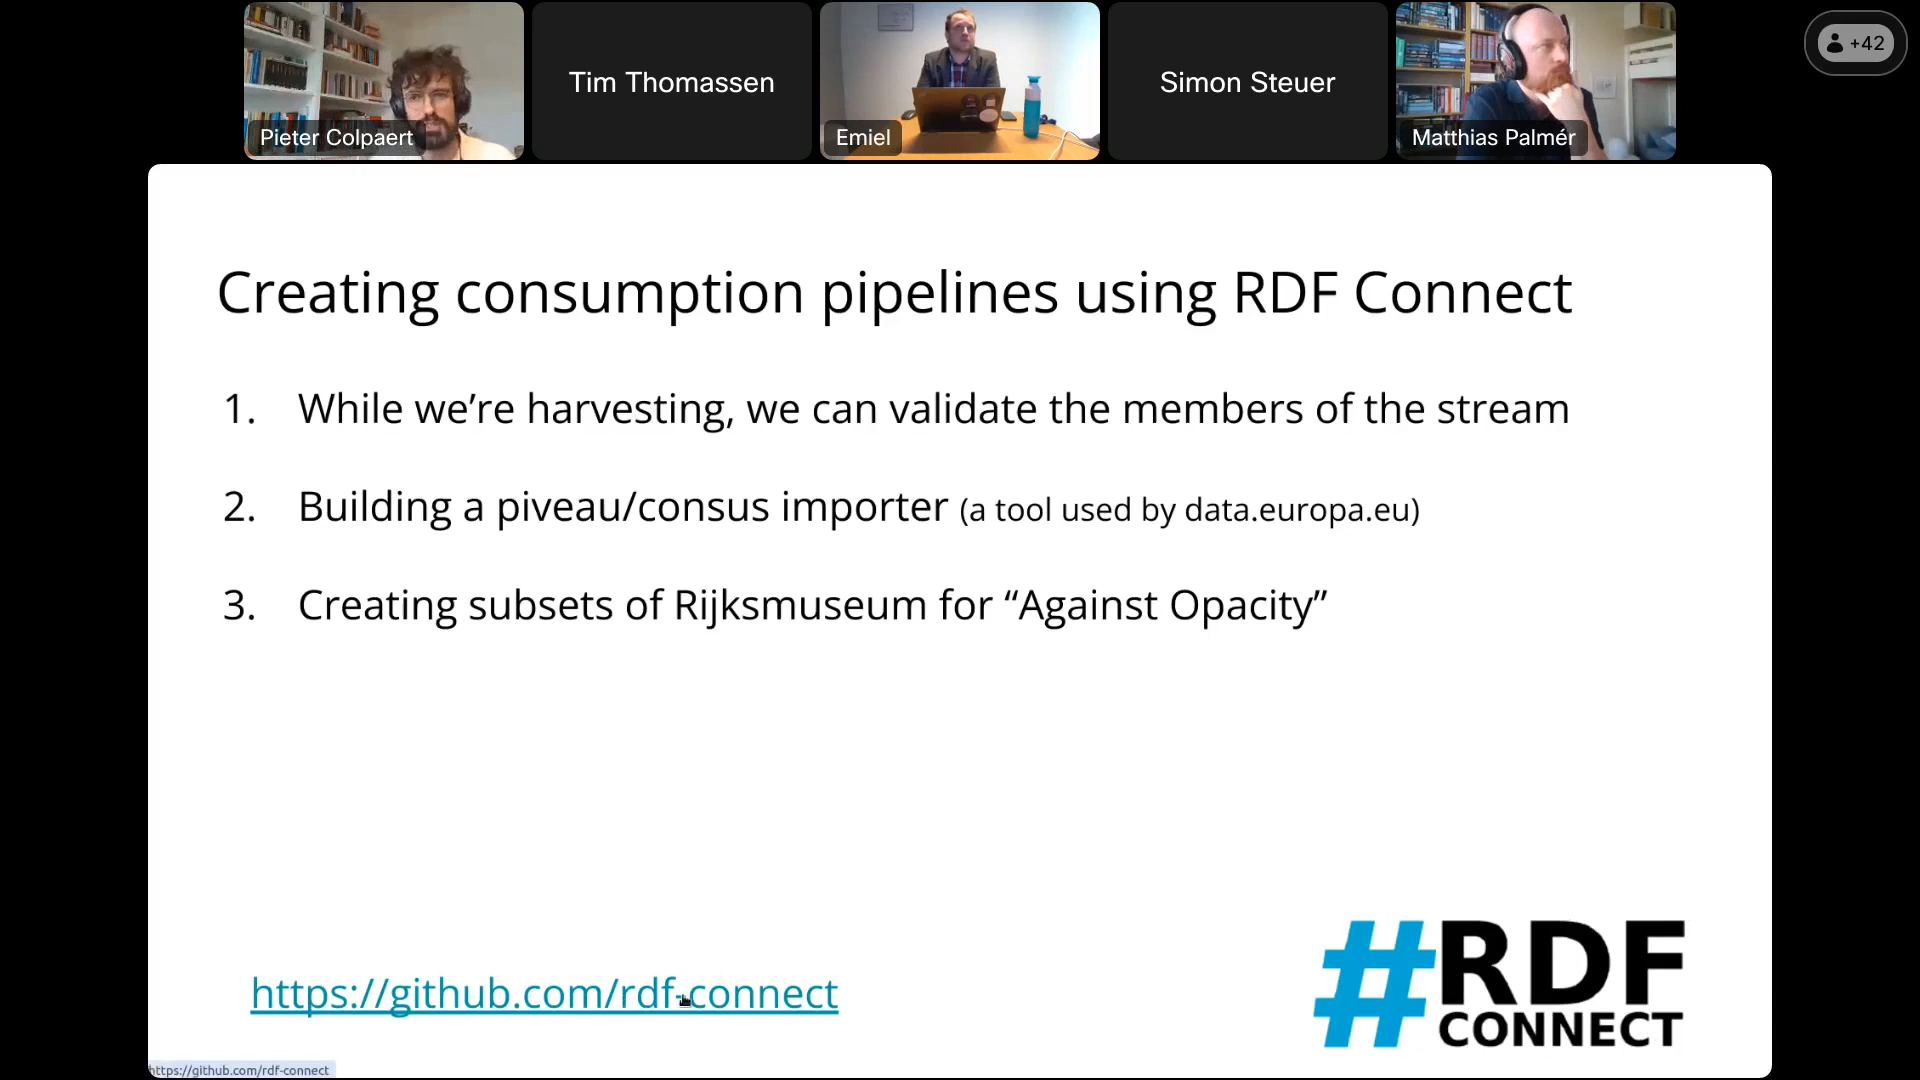 Pieter Colpaert
Tim Thomassen
Emiel
Simon Steuer
Matthias Palmér
+42
Creating consumption pipelines using RDF Connect
1. While we’re harvesting, we can validate the members of the stream
2. Building a piveau/consus importer (a tool used by data.europa.eu)
3. Creating subsets of Rijksmuseum for “Against Opacity”
https://github.com/rdf-connect
#RDF
CONNECT
https://github.com/rdf-connect